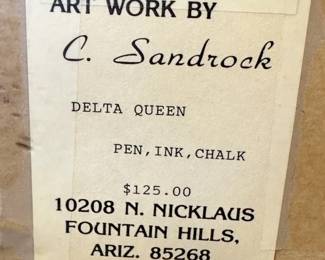 ART WORK BY
C. Sandrock
DELTA QUEEN
PEN, INK, CHALK
$125.00
10208 N. NICKLAUS
FOUNTAIN HILLS,
ARIZ. 85268